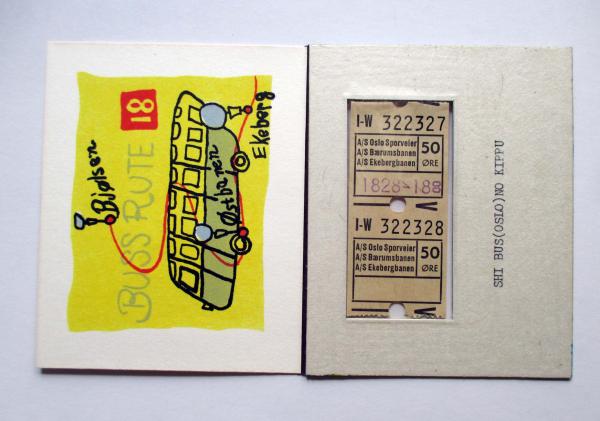 BUSS RUTE 18
Bjølsen
Østbanen
Ekeberg
I-W 322327
A/S Oslo Sporveier
A/S Bærumsbanen
A/S Ekebergbanen
50
ØRE
1828-188
I-W 322328
A/S Oslo Sporveier
A/S Bærumsbanen
A/S Ekebergbanen
50
ØRE
SHI BUS(OSLO)NO KIPPU